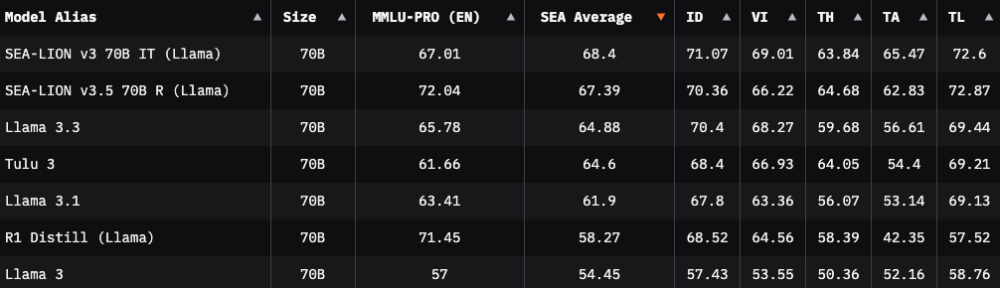 Model Alias ▲ Size ▲ MMLU-PRO (EN) ▲ SEA Average ▼ ID ▲ VI ▲ TH ▲ TA ▲ TL ▲
SEA-LION v3 70B IT (Llama) 70B 67.01 68.4 71.07 69.01 63.84 65.47 72.6
SEA-LION v3.5 70B R (Llama) 70B 72.04 67.39 70.36 66.22 64.68 62.83 72.87
Llama 3.3 70B 65.78 64.88 70.4 68.27 59.68 56.61 69.44
Tulu 3 70B 61.66 64.6 68.4 66.93 64.05 54.4 69.21
Llama 3.1 70B 63.41 61.9 67.8 63.36 56.07 53.14 69.13
R1 Distill (Llama) 70B 71.45 58.27 68.52 64.56 58.39 42.35 57.52
Llama 3 70B 57 54.45 57.43 53.55 50.36 52.16 58.76